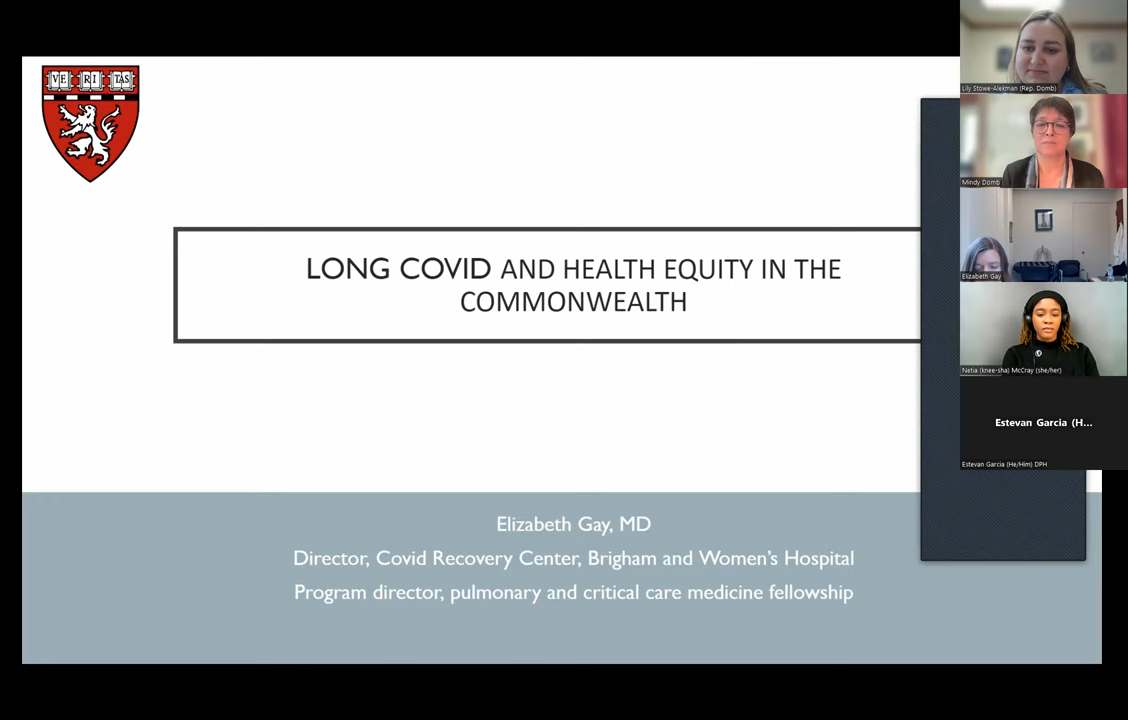 VE RI TAS
LONG COVID AND HEALTH EQUITY IN THE
COMMONWEALTH
Elizabeth Gay, MD
Director, Covid Recovery Center, Brigham and Women's Hospital
Program director, pulmonary and critical care medicine fellowship
Lily Stowe-Alekman (Rep. Domb)
Mindy Domb
Elizabeth Gay
Netia (knee-sha) McCray (she/her)
Estevan Garcia (H...
Estevan Garcia (He/Him) DPH